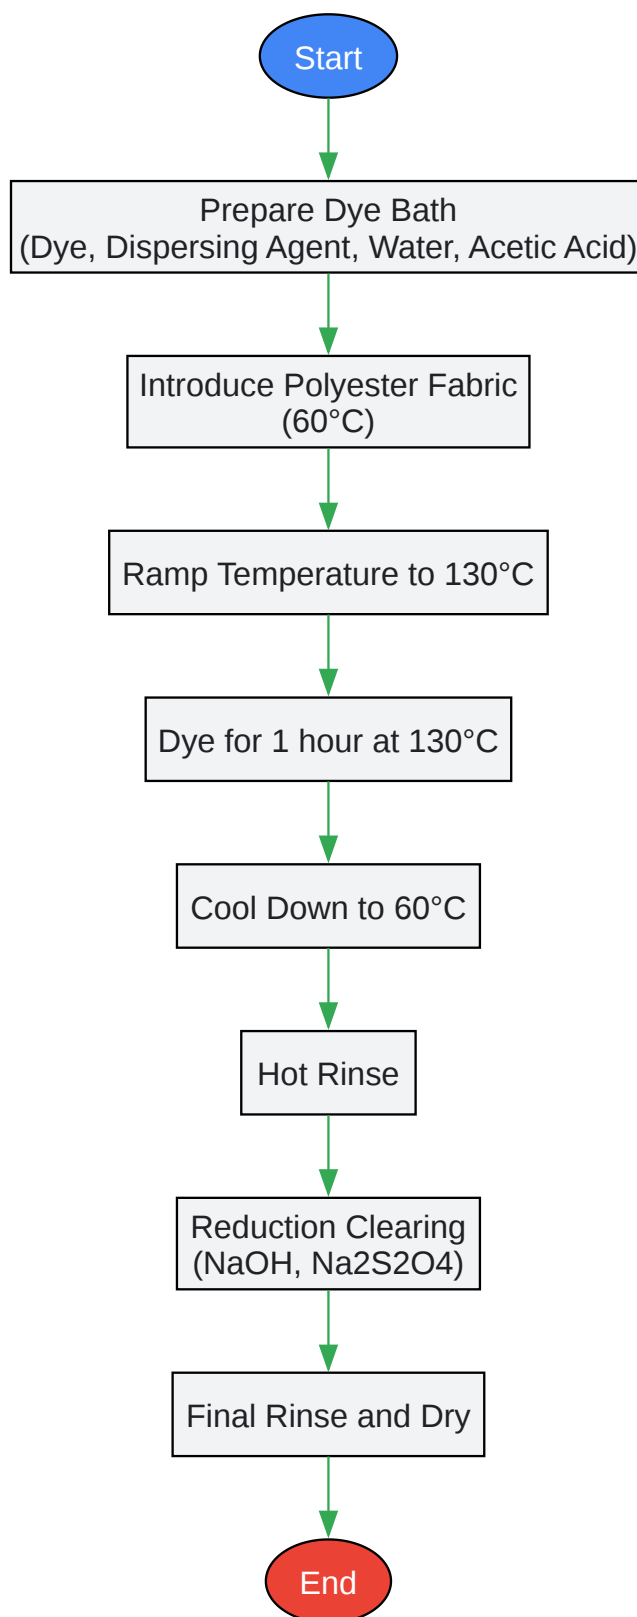 Start
Prepare Dye Bath
(Dye, Dispersing Agent, Water, Acetic Acid)
Introduce Polyester Fabric
(60°C)
Ramp Temperature to 130°C
Dye for 1 hour at 130°C
Cool Down to 60°C
Hot Rinse
Reduction Clearing
(NaOH, Na2S2O4)
Final Rinse and Dry
End